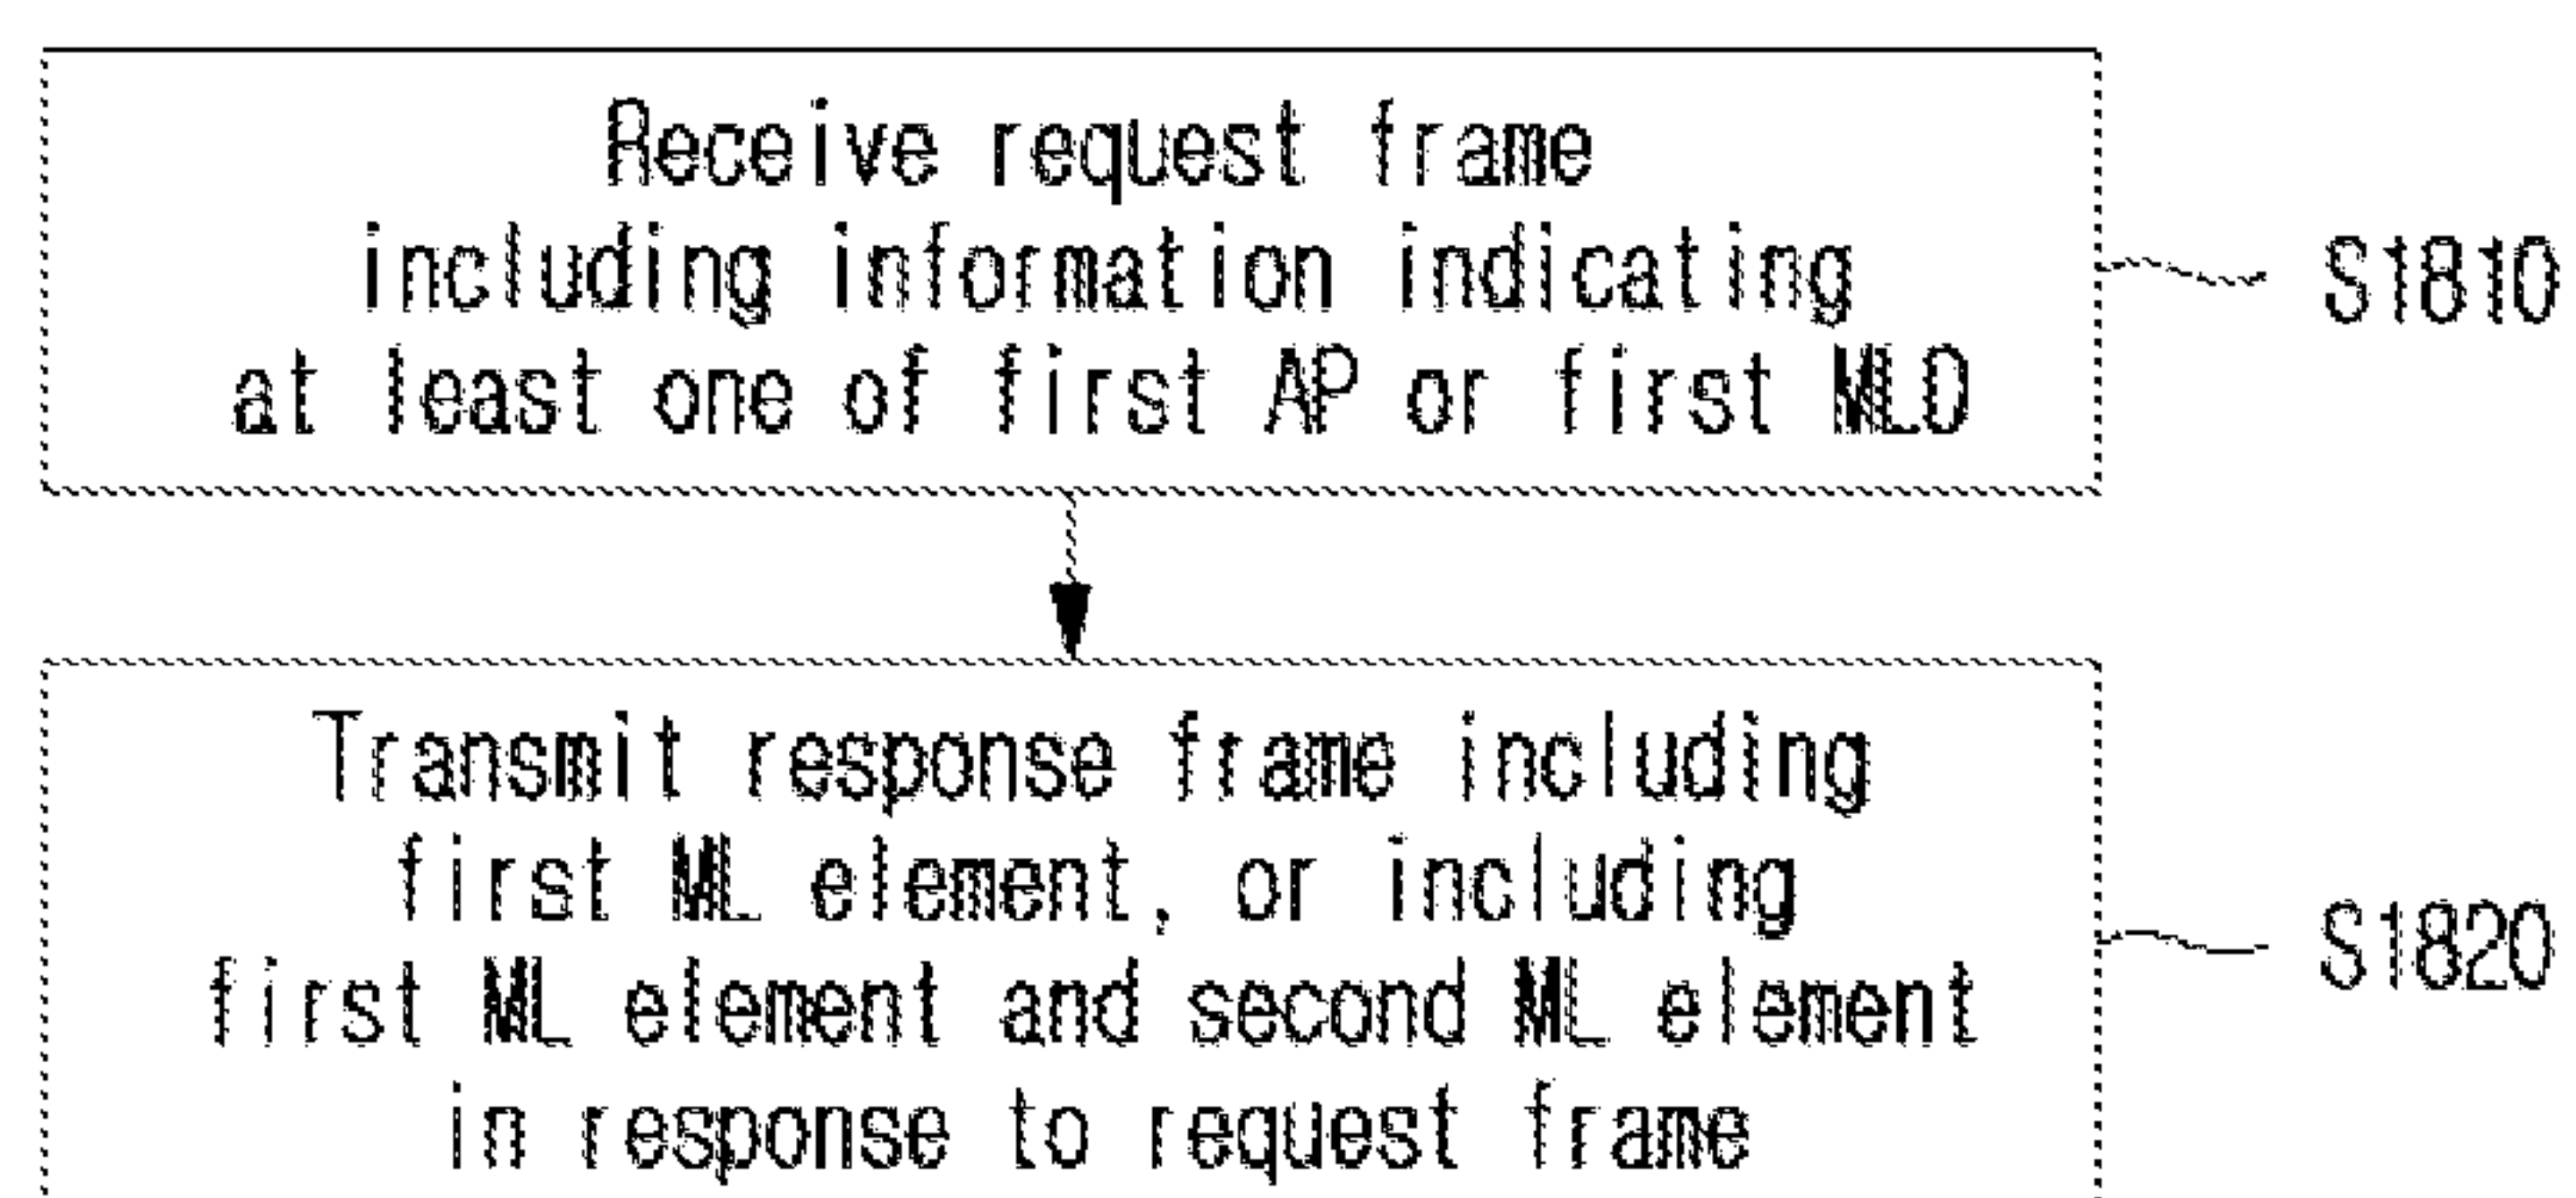 Receive request frame
including information indicating
at least one of first AP or first MLD
S1810
Transmit response frame including
first ML element, or including
first ML element and second ML element
in response to request frame
S1820